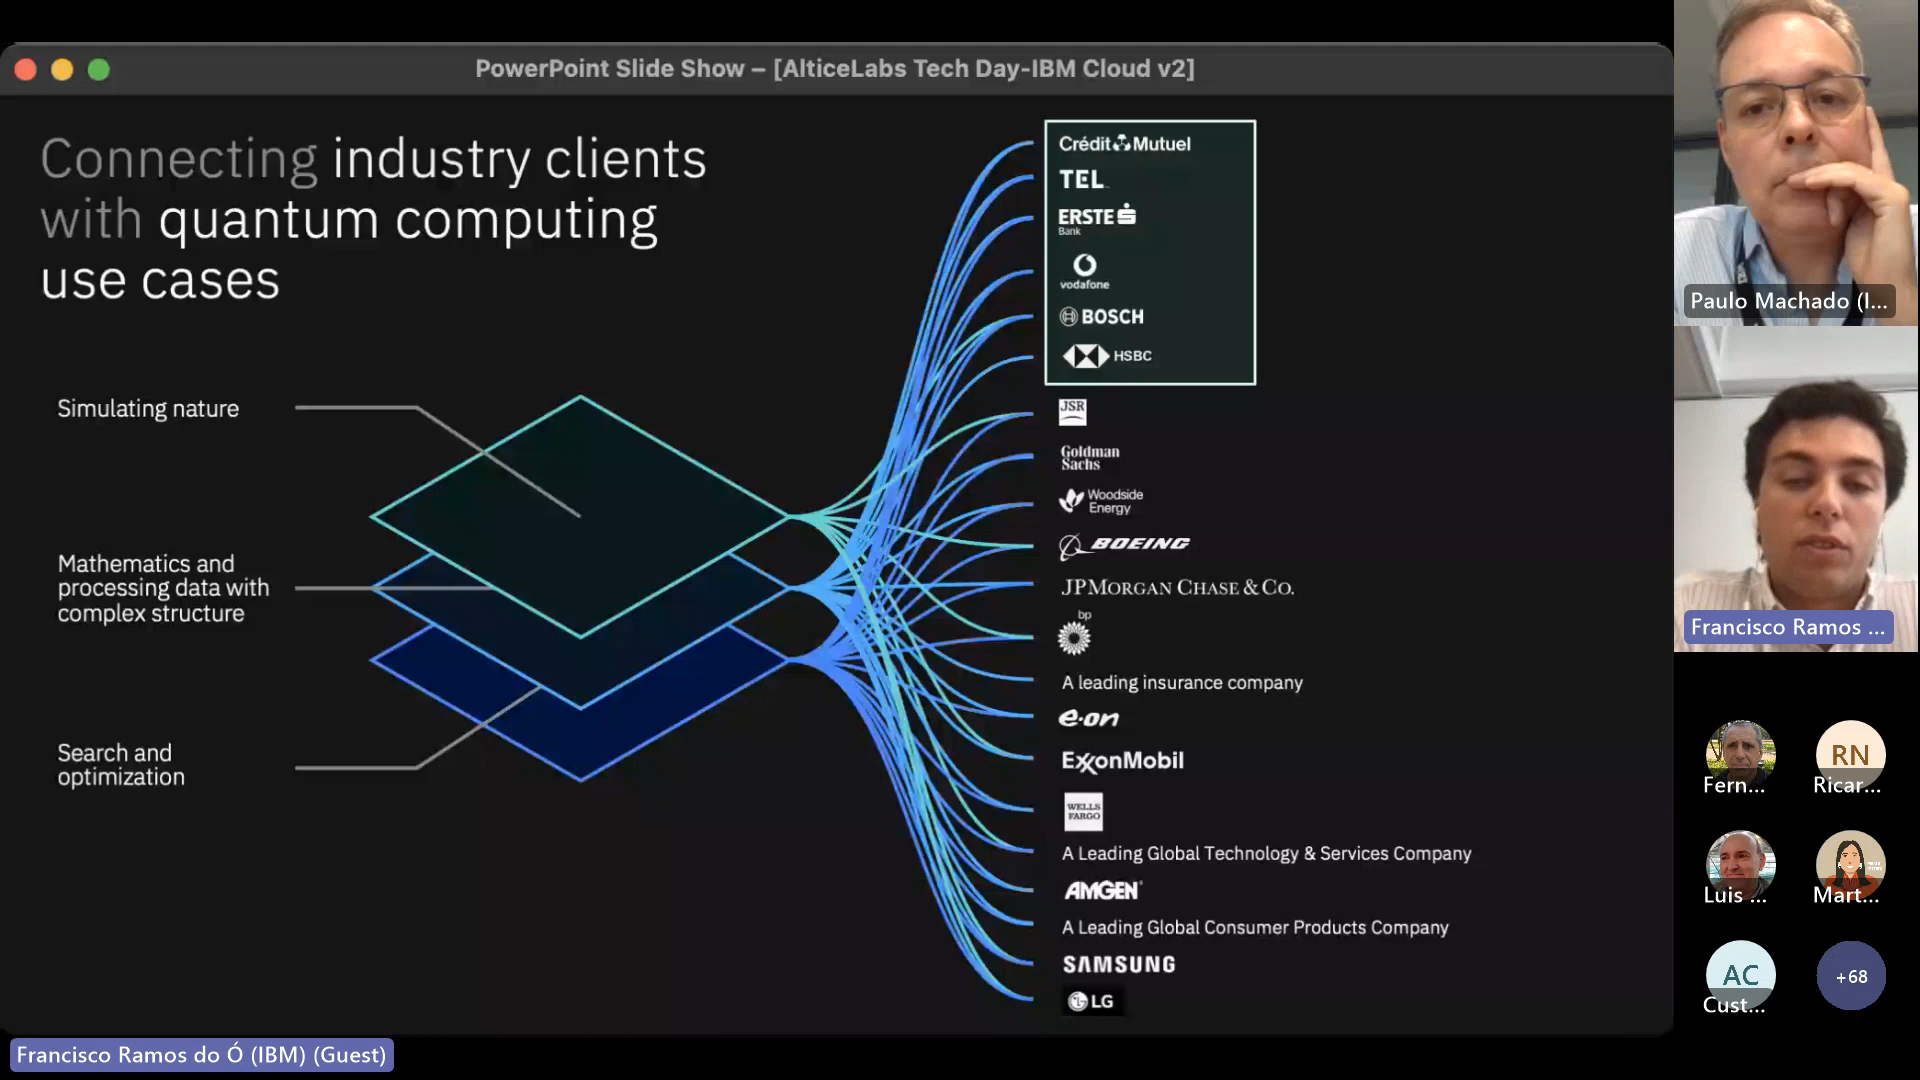 PowerPoint Slide Show – [AlticeLabs Tech Day-IBM Cloud v2]
Connecting industry clients
with quantum computing
use cases
Simulating nature
Mathematics and
processing data with
complex structure
Search and
optimization
Crédit Mutuel
TEL
ERSTE
Bank
vodafone
BOSCH
HSBC
JSR
Goldman
Sachs
Woodside
Energy
BOEING
JPMORGAN CHASE & CO.
bp
A leading insurance company
e·on
ExxonMobil
WELLS
FARGO
A Leading Global Technology & Services Company
AMGEN
A Leading Global Consumer Products Company
SAMSUNG
LG
Francisco Ramos do Ó (IBM) (Guest)
Paulo Machado (I...
Francisco Ramos ...
Fern...
RN
Ricar...
Luis ...
Mart...
AC
Cust...
+68